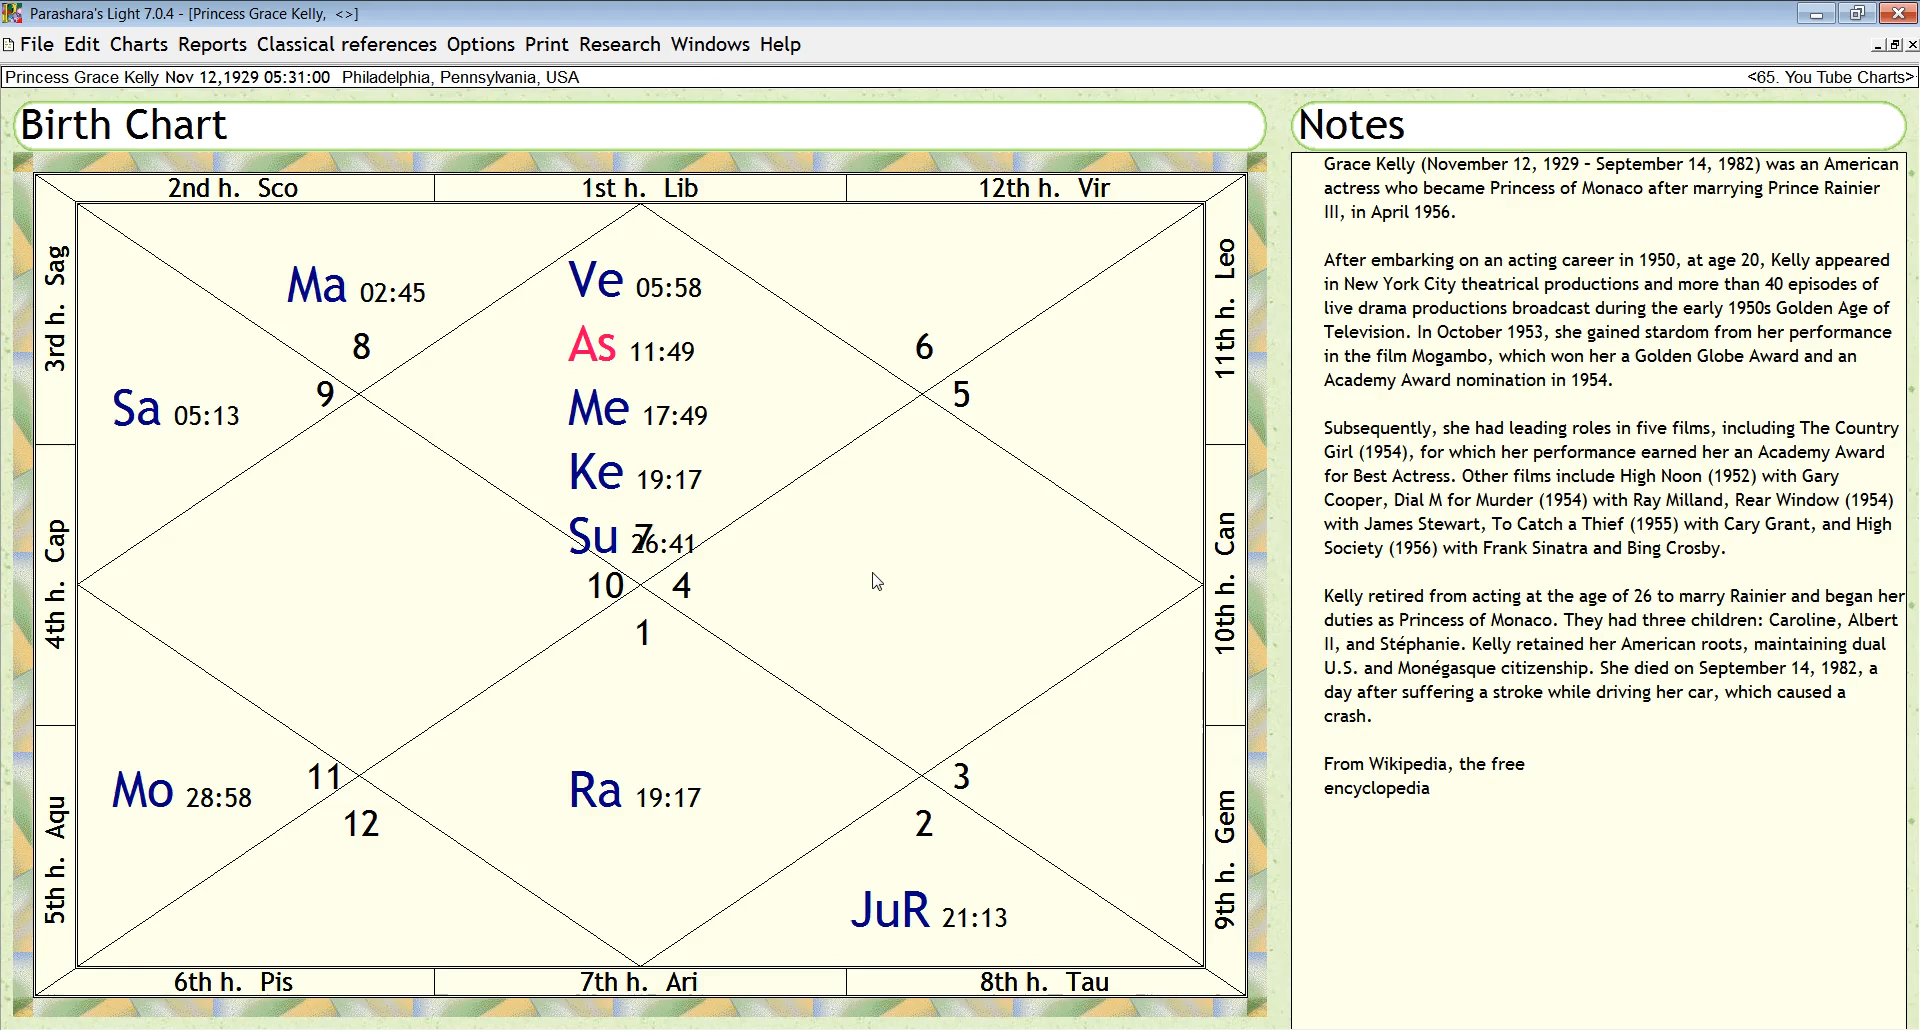 Parashara's Light 7.0.4 - [Princess Grace Kelly,  <>]
File Edit Charts Reports Classical references Options Print Research Windows Help
Princess Grace Kelly Nov 12,1929 05:31:00 Philadelphia, Pennsylvania, USA
<65. You Tube Charts>
Birth Chart
2nd h. Sco
1st h. Lib
12th h. Vir
3rd h. Sag
4th h. Cap
5th h. Aqu
Ma 02:45
8
9
Sa 05:13
Ve 05:58
As 11:49
Me 17:49
Ke 19:17
Su 26:41
7
6
5
10
4
1
Mo 28:58
11
12
Ra 19:17
3
2
JuR 21:13
11th h. Leo
10th h. Can
9th h. Gem
6th h. Pis
7th h. Ari
8th h. Tau
Notes
Grace Kelly (November 12, 1929 – September 14, 1982) was an American
actress who became Princess of Monaco after marrying Prince Rainier
III, in April 1956.
After embarking on an acting career in 1950, at age 20, Kelly appeared
in New York City theatrical productions and more than 40 episodes of
live drama productions broadcast during the early 1950s Golden Age of
Television. In October 1953, she gained stardom from her performance
in the film Mogambo, which won her a Golden Globe Award and an
Academy Award nomination in 1954.
Subsequently, she had leading roles in five films, including The Country
Girl (1954), for which her performance earned her an Academy Award
for Best Actress. Other films include High Noon (1952) with Gary
Cooper, Dial M for Murder (1954) with Ray Milland, Rear Window (1954)
with James Stewart, To Catch a Thief (1955) with Cary Grant, and High
Society (1956) with Frank Sinatra and Bing Crosby.
Kelly retired from acting at the age of 26 to marry Rainier and began her
duties as Princess of Monaco. They had three children: Caroline, Albert
II, and Stéphanie. Kelly retained her American roots, maintaining dual
U.S. and Monégasque citizenship. She died on September 14, 1982, a
day after suffering a stroke while driving her car, which caused a
crash.
From Wikipedia, the free
encyclopedia